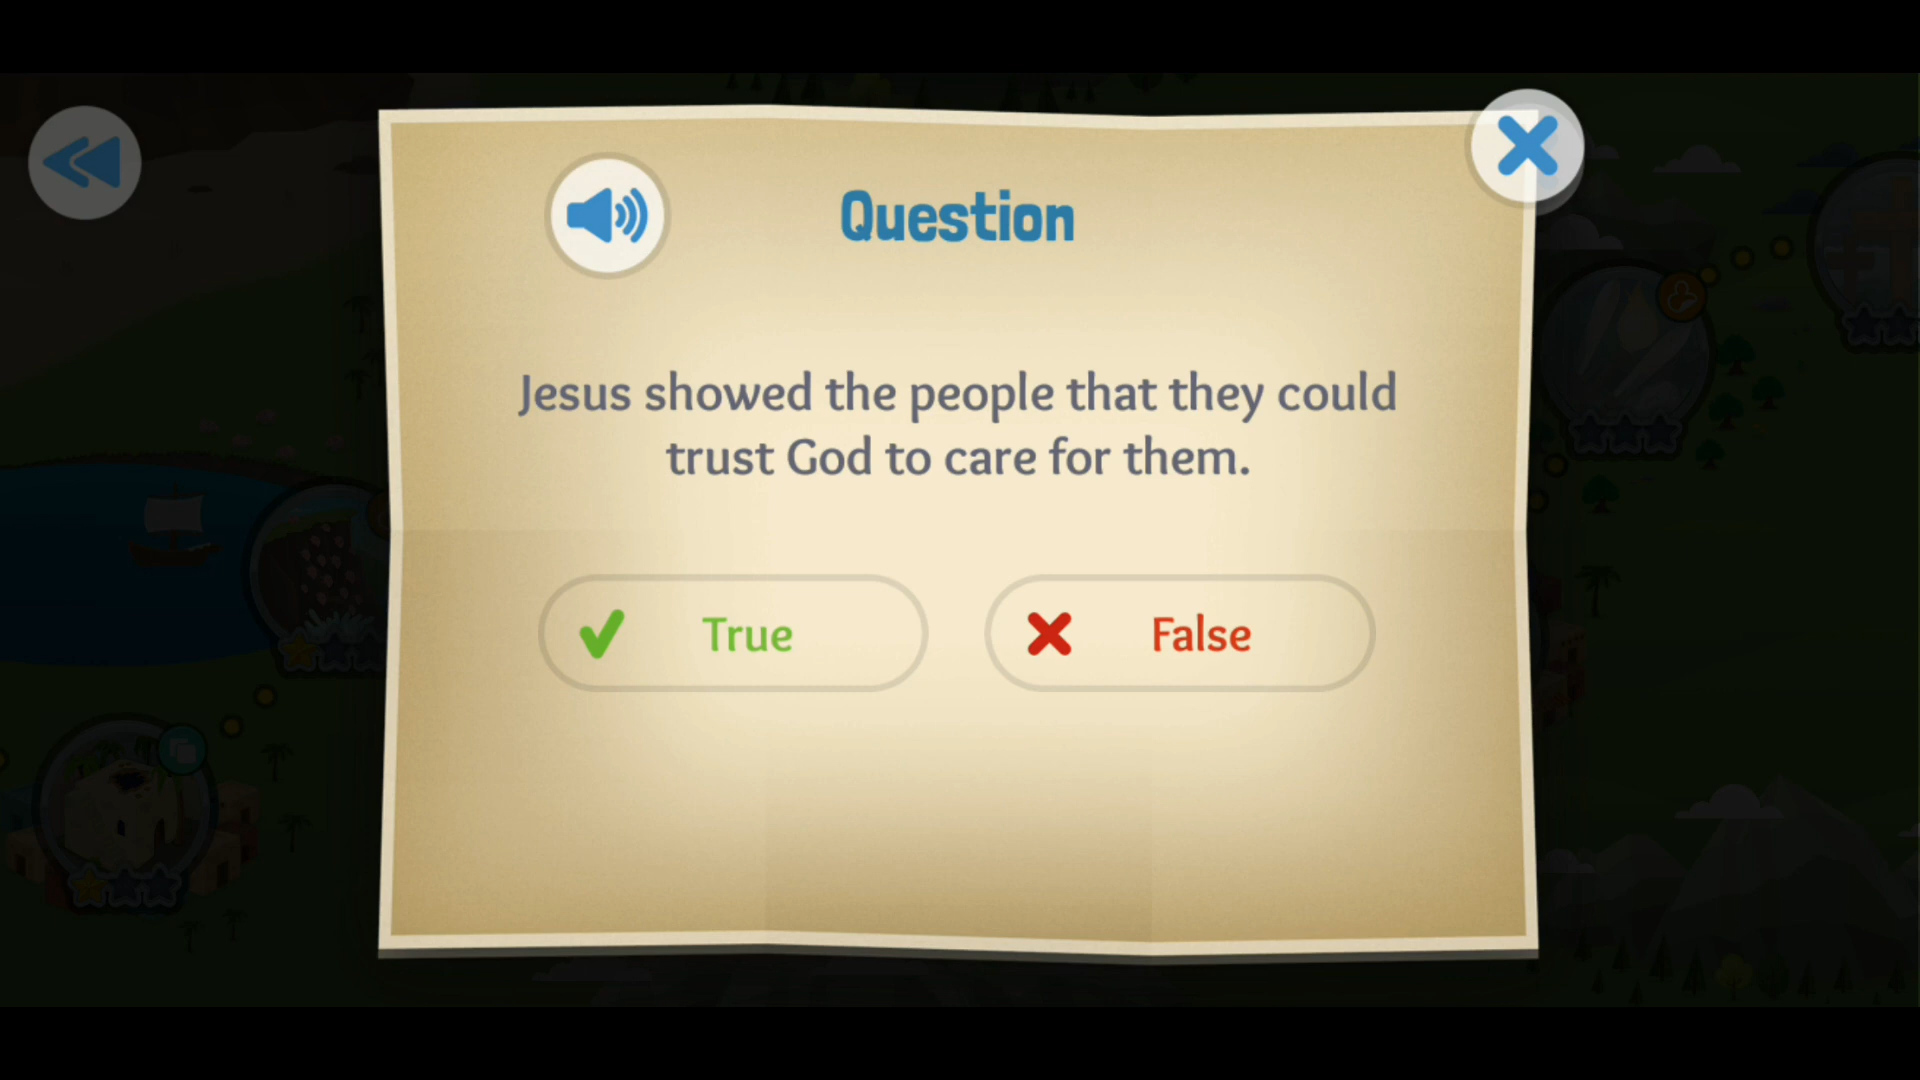 Question
Jesus showed the people that they could
trust God to care for them.
True
False